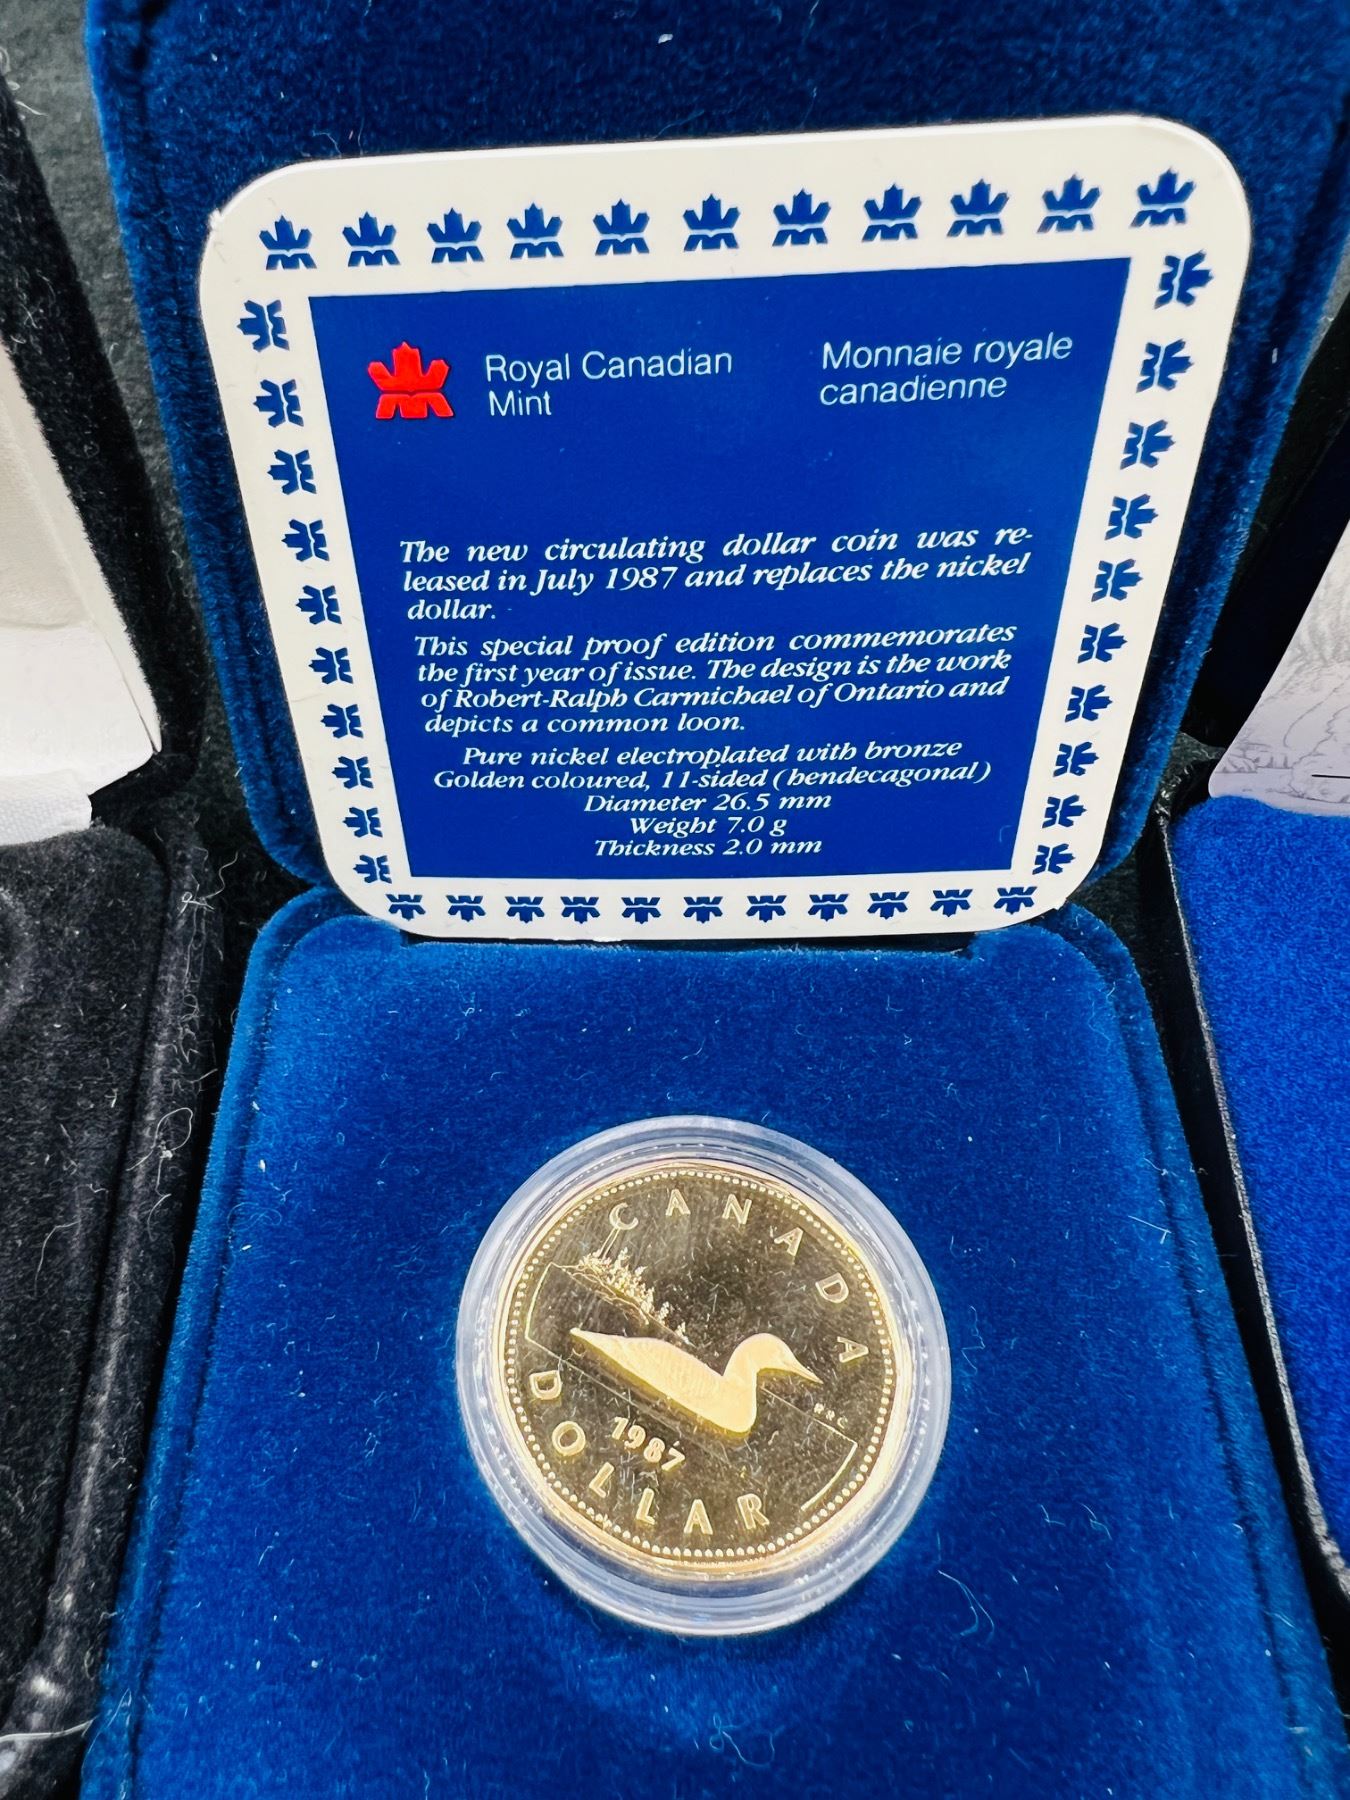 Royal Canadian
Mint
Monnaie royale
canadienne
The new circulating dollar coin was re-
leased in July 1987 and replaces the nickel
dollar.
This special proof edition commemorates
the first year of issue. The design is the work
of Robert-Ralph Carmichael of Ontario and
depicts a common loon.
Pure nickel electroplated with bronze
Golden coloured, 11-sided (hendecagonal)
Diameter 26.5 mm
Weight 7.0 g
Thickness 2.0 mm
CANADA
RRC
1987
DOLLAR